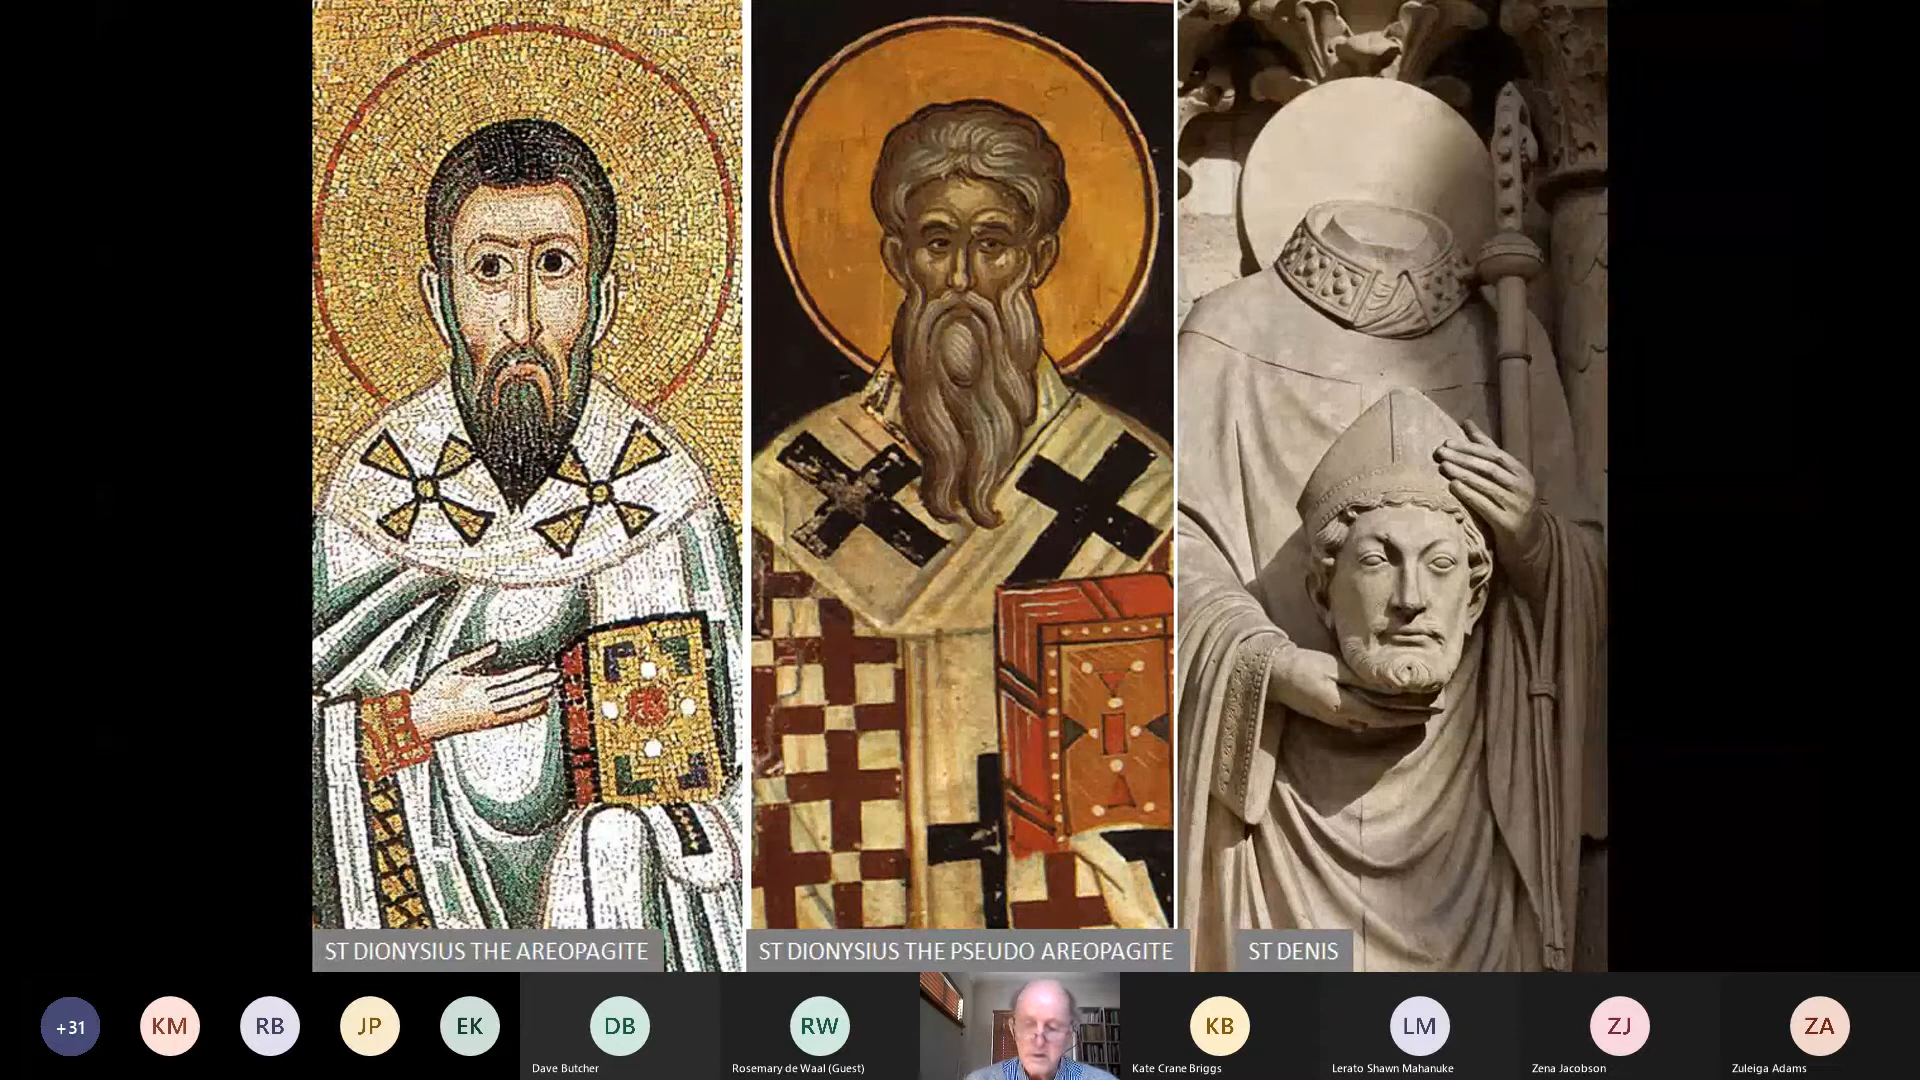 ST DIONYSIUS THE AREOPAGITE
ST DIONYSIUS THE PSEUDO AREOPAGITE
ST DENIS
+31
KM
RB
JP
EK
DB
Dave Butcher
RW
Rosemary de Waal (Guest)
KB
Kate Crane Briggs
LM
Lerato Shawn Mahanuke
ZJ
Zena Jacobson
ZA
Zuleiga Adams